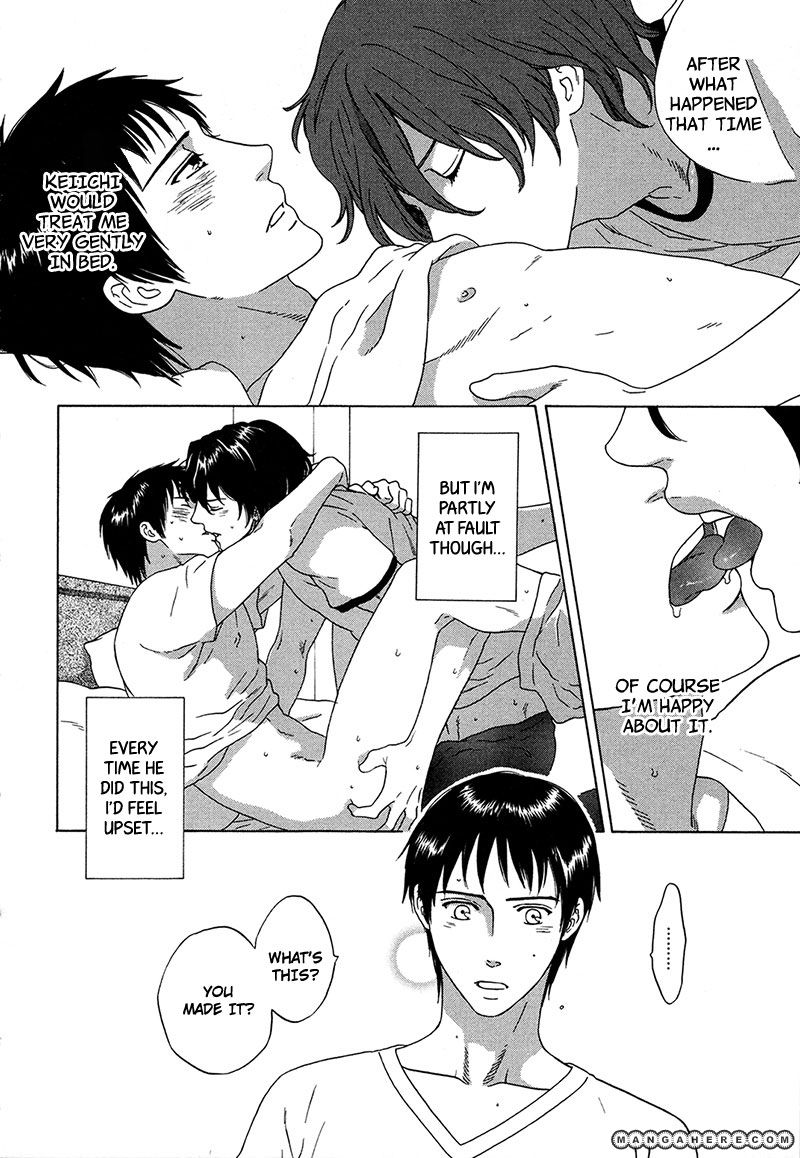 AFTER
WHAT
HAPPENED
THAT TIME
...
KEIICHI
WOULD
TREAT ME
VERY GENTLY
IN BED.
BUT I'M
PARTLY
AT FAULT
THOUGH...
OF COURSE
I'M HAPPY
ABOUT IT.
EVERY
TIME HE
DID THIS,
I'D FEEL
UPSET...
.........
WHAT'S
THIS?
YOU
MADE IT?
MANGAHERE.COM